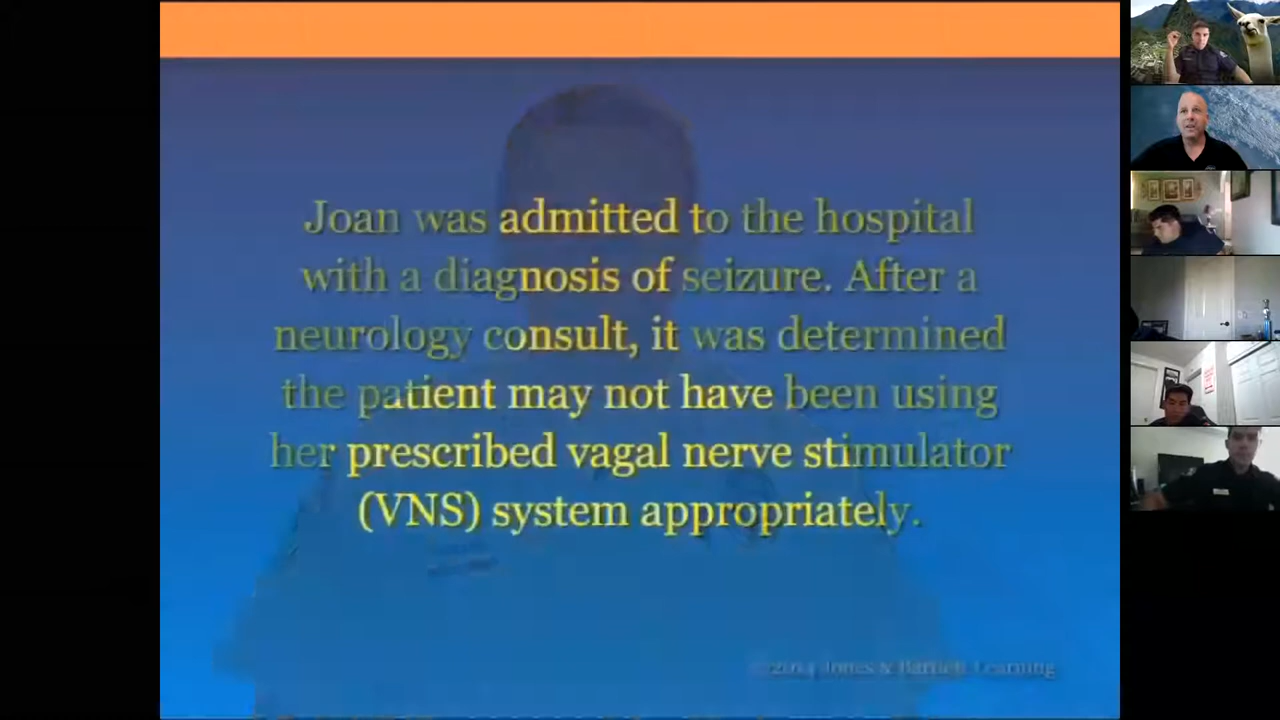 Joan was admitted to the hospital
with a diagnosis of seizure. After a
neurology consult, it was determined
the patient may not have been using
her prescribed vagal nerve stimulator
(VNS) system appropriately.
©2014 Jones & Bartlett Learning